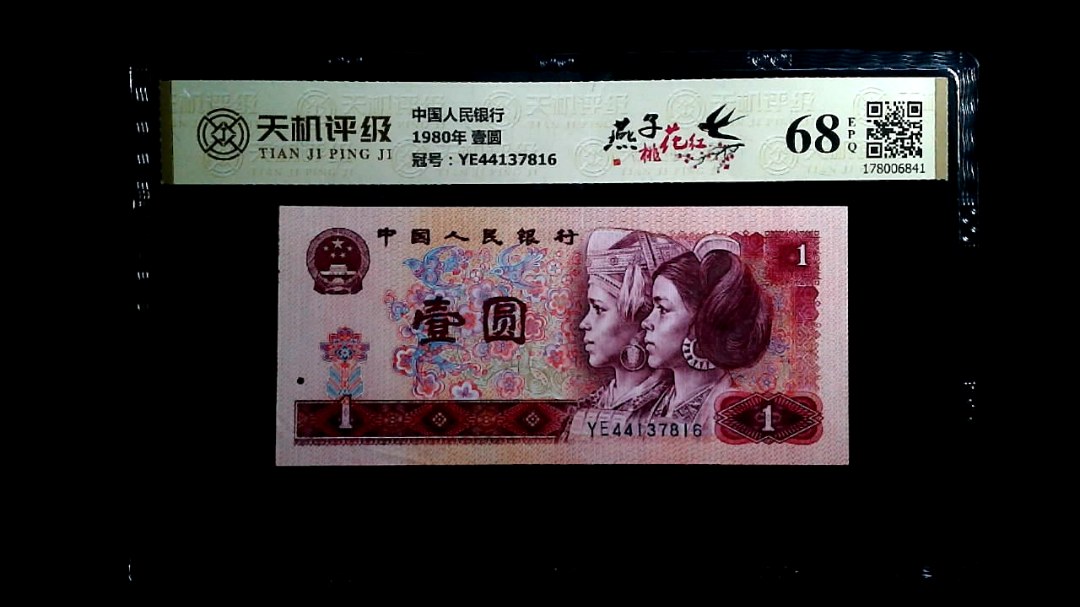 天机评级
TIAN JI PING JI
中国人民银行
1980年 壹圆
冠号：YE44137816
燕子
桃花红
68
EPQ
178006841
中国人民银行
1
壹圆
1
YE44137816
1